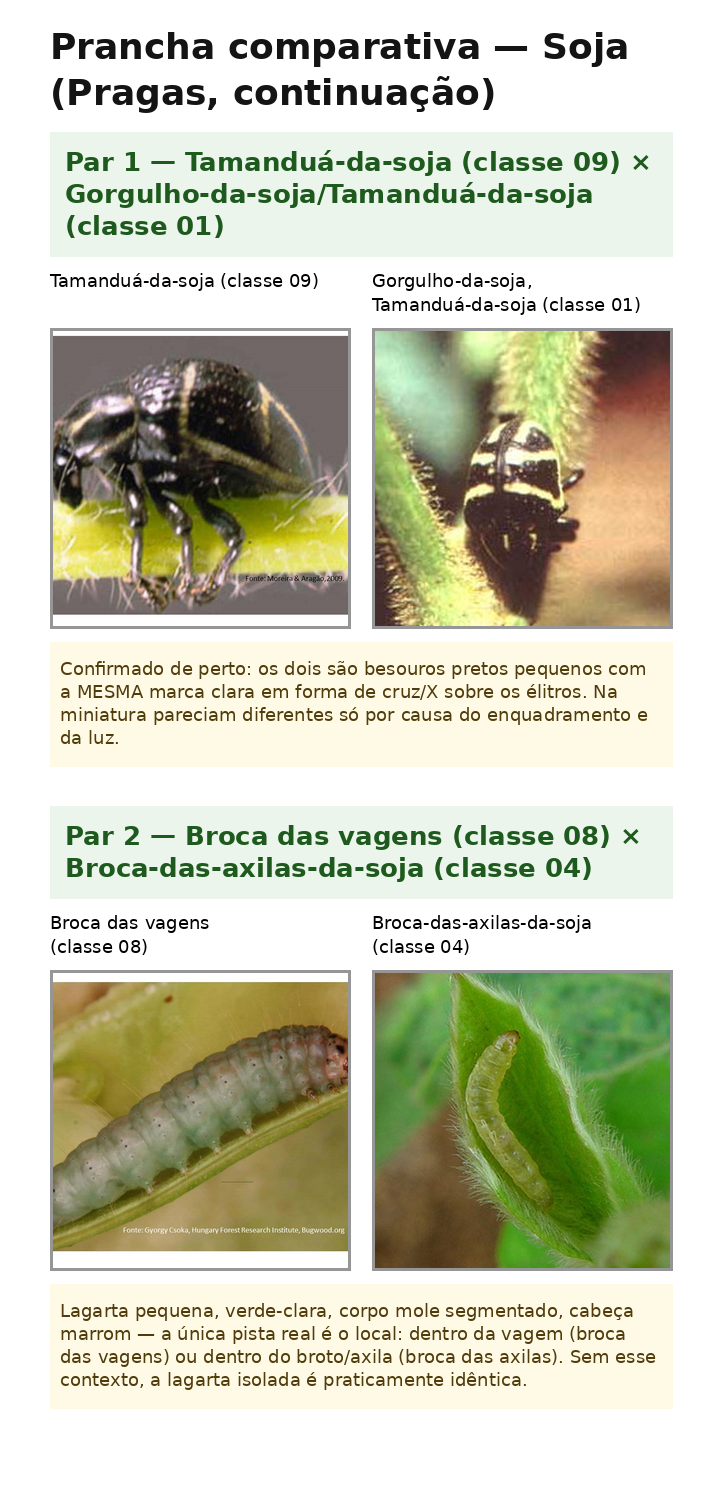 Prancha comparativa — Soja
(Pragas, continuação)
Par 1 — Tamanduá-da-soja (classe 09) ×
Gorgulho-da-soja/Tamanduá-da-soja
(classe 01)
Tamanduá-da-soja (classe 09)
Gorgulho-da-soja,
Tamanduá-da-soja (classe 01)
Fonte: Moreira & Aragão,2009.
Confirmado de perto: os dois são besouros pretos pequenos com
a MESMA marca clara em forma de cruz/X sobre os élitros. Na
miniatura pareciam diferentes só por causa do enquadramento e
da luz.
Par 2 — Broca das vagens (classe 08) ×
Broca-das-axilas-da-soja (classe 04)
Broca das vagens
(classe 08)
Broca-das-axilas-da-soja
(classe 04)
Fonte: Gyorgy Csoka, Hungary Forest Research Institute, Bugwood.org
Lagarta pequena, verde-clara, corpo mole segmentado, cabeça
marrom — a única pista real é o local: dentro da vagem (broca
das vagens) ou dentro do broto/axila (broca das axilas). Sem esse
contexto, a lagarta isolada é praticamente idêntica.